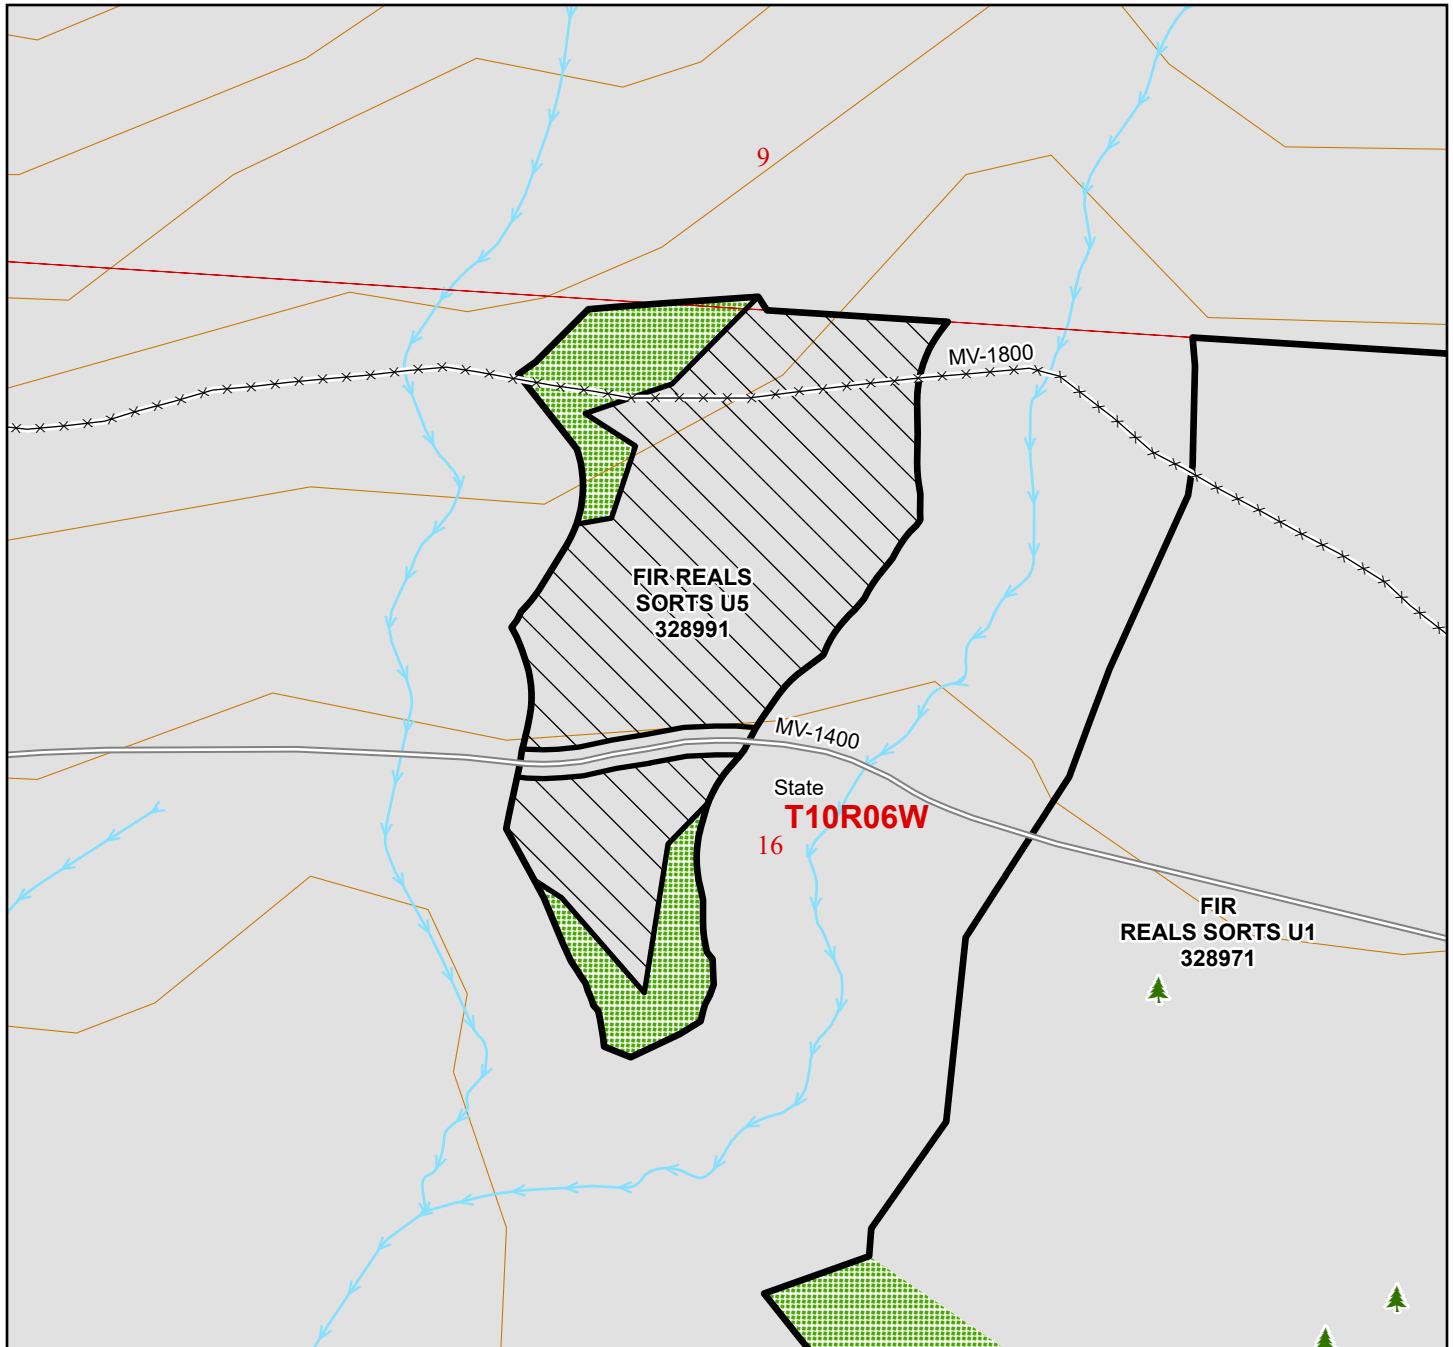 9
MV-1800
FIR REALS
SORTS U5
328991
MV-1400
State
T10R06W
16
FIR
REALS SORTS U1
328971